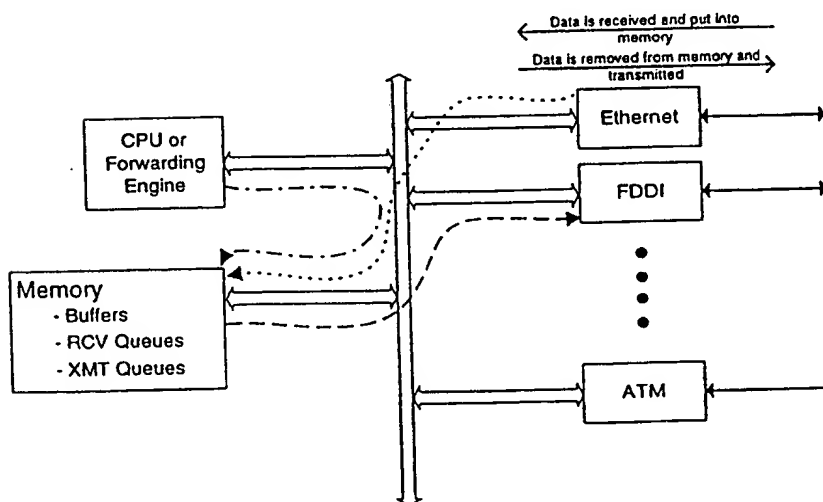 Data is received and put into
memory
Data is removed from memory and
transmitted
CPU or
Forwarding
Engine
Ethernet
FDDI
Memory
- Buffers
- RCV Queues
- XMT Queues
ATM